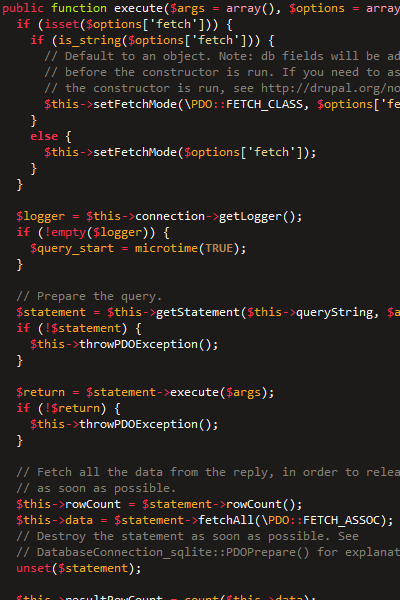 public function execute($args = array(), $options = array
if (isset($options['fetch'])) {
if (is_string($options['fetch'])) {
// Default to an object. Note: db fields will be ad
// before the constructor is run. If you need to as
// the constructor is run, see http://drupal.org/no
$this->setFetchMode(\PDO::FETCH_CLASS, $options['fe
}
else {
$this->setFetchMode($options['fetch']);
}
}
$logger = $this->connection->getLogger();
if (!empty($logger)) {
$query_start = microtime(TRUE);
}
// Prepare the query.
$statement = $this->getStatement($this->queryString, $a
if (!$statement) {
$this->throwPDOException();
}
$return = $statement->execute($args);
if (!$return) {
$this->throwPDOException();
}
// Fetch all the data from the reply, in order to relea
// as soon as possible.
$this->rowCount = $statement->rowCount();
$this->data = $statement->fetchAll(\PDO::FETCH_ASSOC);
// Destroy the statement as soon as possible. See
// DatabaseConnection_sqlite::PDOPrepare() for explanat
unset($statement);
$this->resultRowCount = count($this->data);